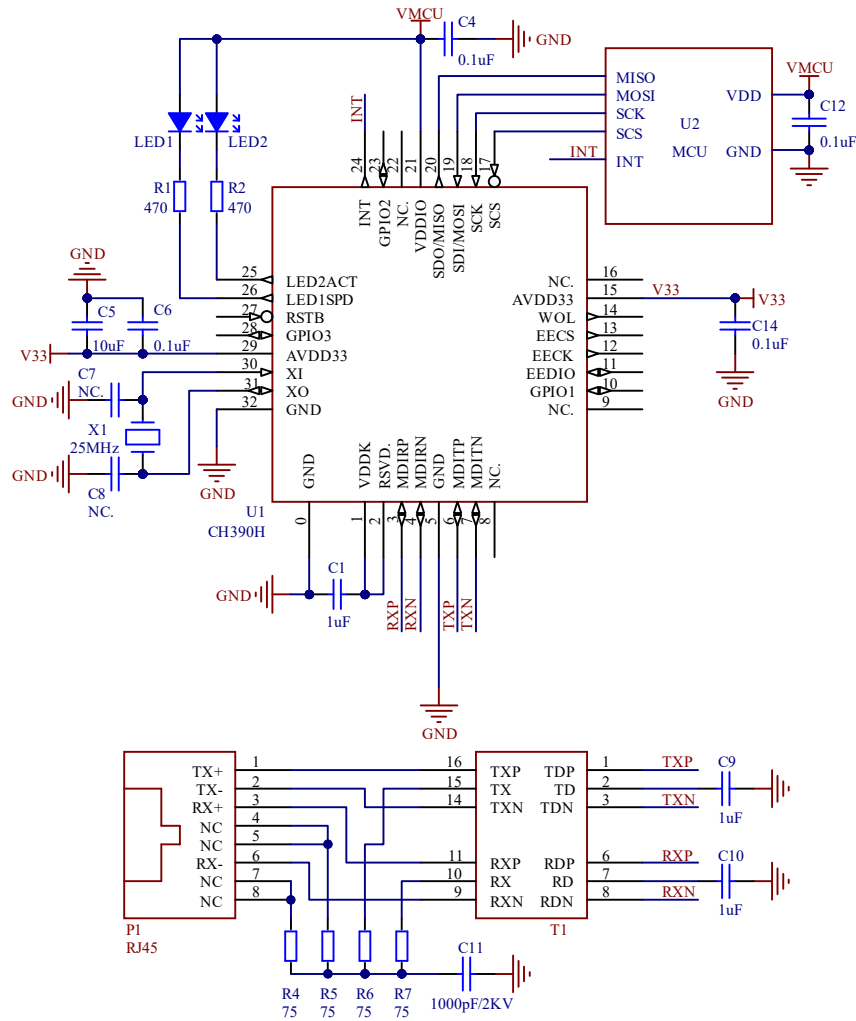 VMCU
C4
GND
0.1uF
MISO
MOSI
SCK
SCS
INT
VDD
GND
U2
MCU
VMCU
C12
0.1uF
INT
LED1
LED2
INT
24
23
22
21
20
19
18
17
R1
470
R2
470
INT
GPIO2
NC.
VDDIO
SDO/MISO
SDI/MOSI
SCK
SCS
GND
C5
10uF
C6
0.1uF
V33
25
LED2ACT
26
LED1SPD
27
RSTB
28
GPIO3
29
AVDD33
30
XI
31
XO
32
GND
NC.
16
AVDD33
15
WOL
14
EECS
13
EECK
12
EEDIO
11
GPIO1
10
NC.
9
V33
V33
C14
0.1uF
GND
C7
NC.
GND
X1
25MHz
GND
C8
NC.
GND
GND
VDDK
RSVD.
MDIRP
MDIRN
GND
MDITP
MDITN
NC.
U1
CH390H
0
1
2
3
4
5
6
7
8
GND
C1
1uF
RXP
RXN
TXP
TXN
GND
TX+
TX-
RX+
NC
NC
RX-
NC
NC
1
2
3
4
5
6
7
8
P1
RJ45
16
15
14
11
10
9
TXP
TX
TXN
RXP
RX
RXN
TDP
TD
TDN
RDP
RD
RDN
1
2
3
6
7
8
T1
TXP
TXN
RXP
RXN
C9
1uF
C10
1uF
R4
75
R5
75
R6
75
R7
75
C11
1000pF/2KV